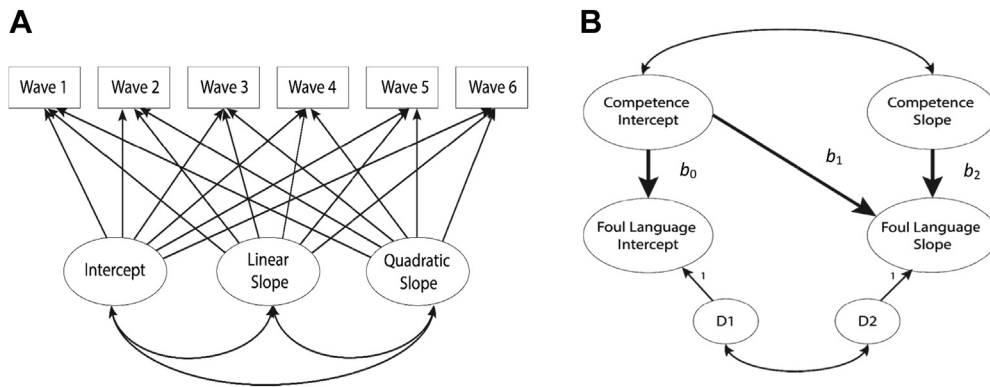 A
Wave 1
Wave 2
Wave 3
Wave 4
Wave 5
Wave 6
Intercept
Linear
Slope
Quadratic
Slope
B
Competence
Intercept
Competence
Slope
b0
b1
b2
Foul Language
Intercept
Foul Language
Slope
1
1
D1
D2